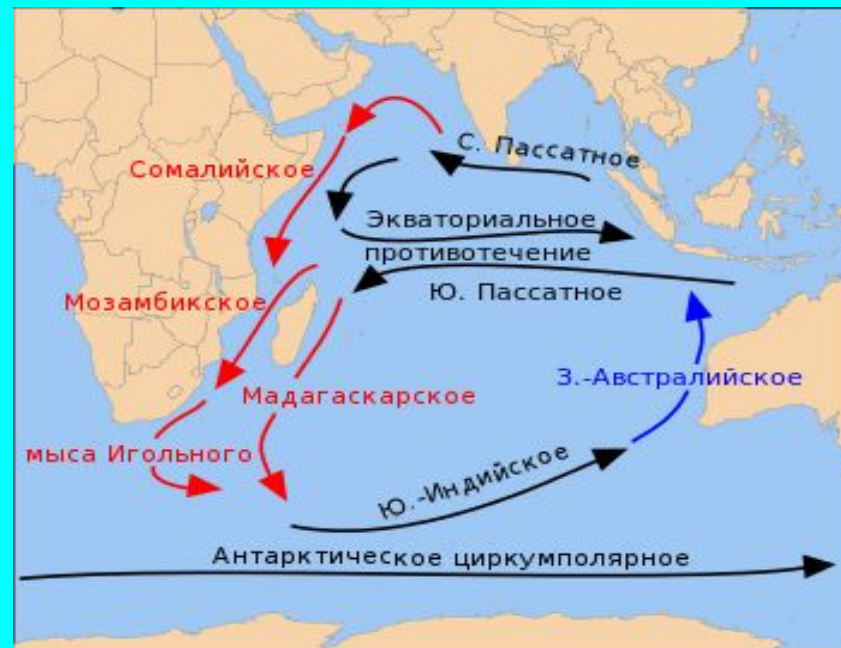 С. Пассатное
Сомалийское
Экваториальное
противотечение
Мозамбикское
Ю. Пассатное
З.-Австралийское
Мадагаскарское
мыса Игольного
Ю.-Индийское
Антарктическое циркумполярное